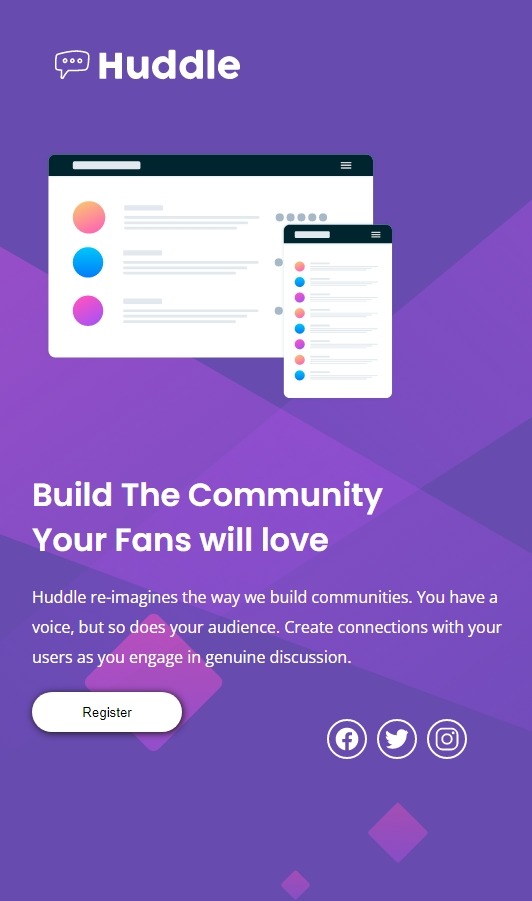 Huddle
Build The Community
Your Fans will love
Huddle re-imagines the way we build communities. You have a
voice, but so does your audience. Create connections with your
users as you engage in genuine discussion.
Register